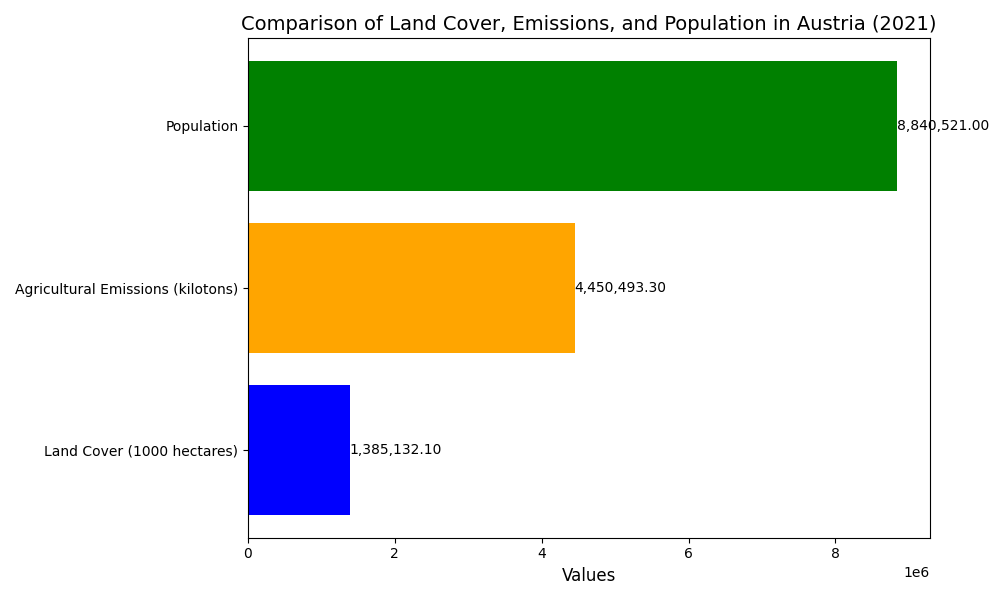 Comparison of Land Cover, Emissions, and Population in Austria (2021)
Population
8,840,521.00
Agricultural Emissions (kilotons)
4,450,493.30
Land Cover (1000 hectares)
1,385,132.10
0 2 4 6 8
1e6
Values